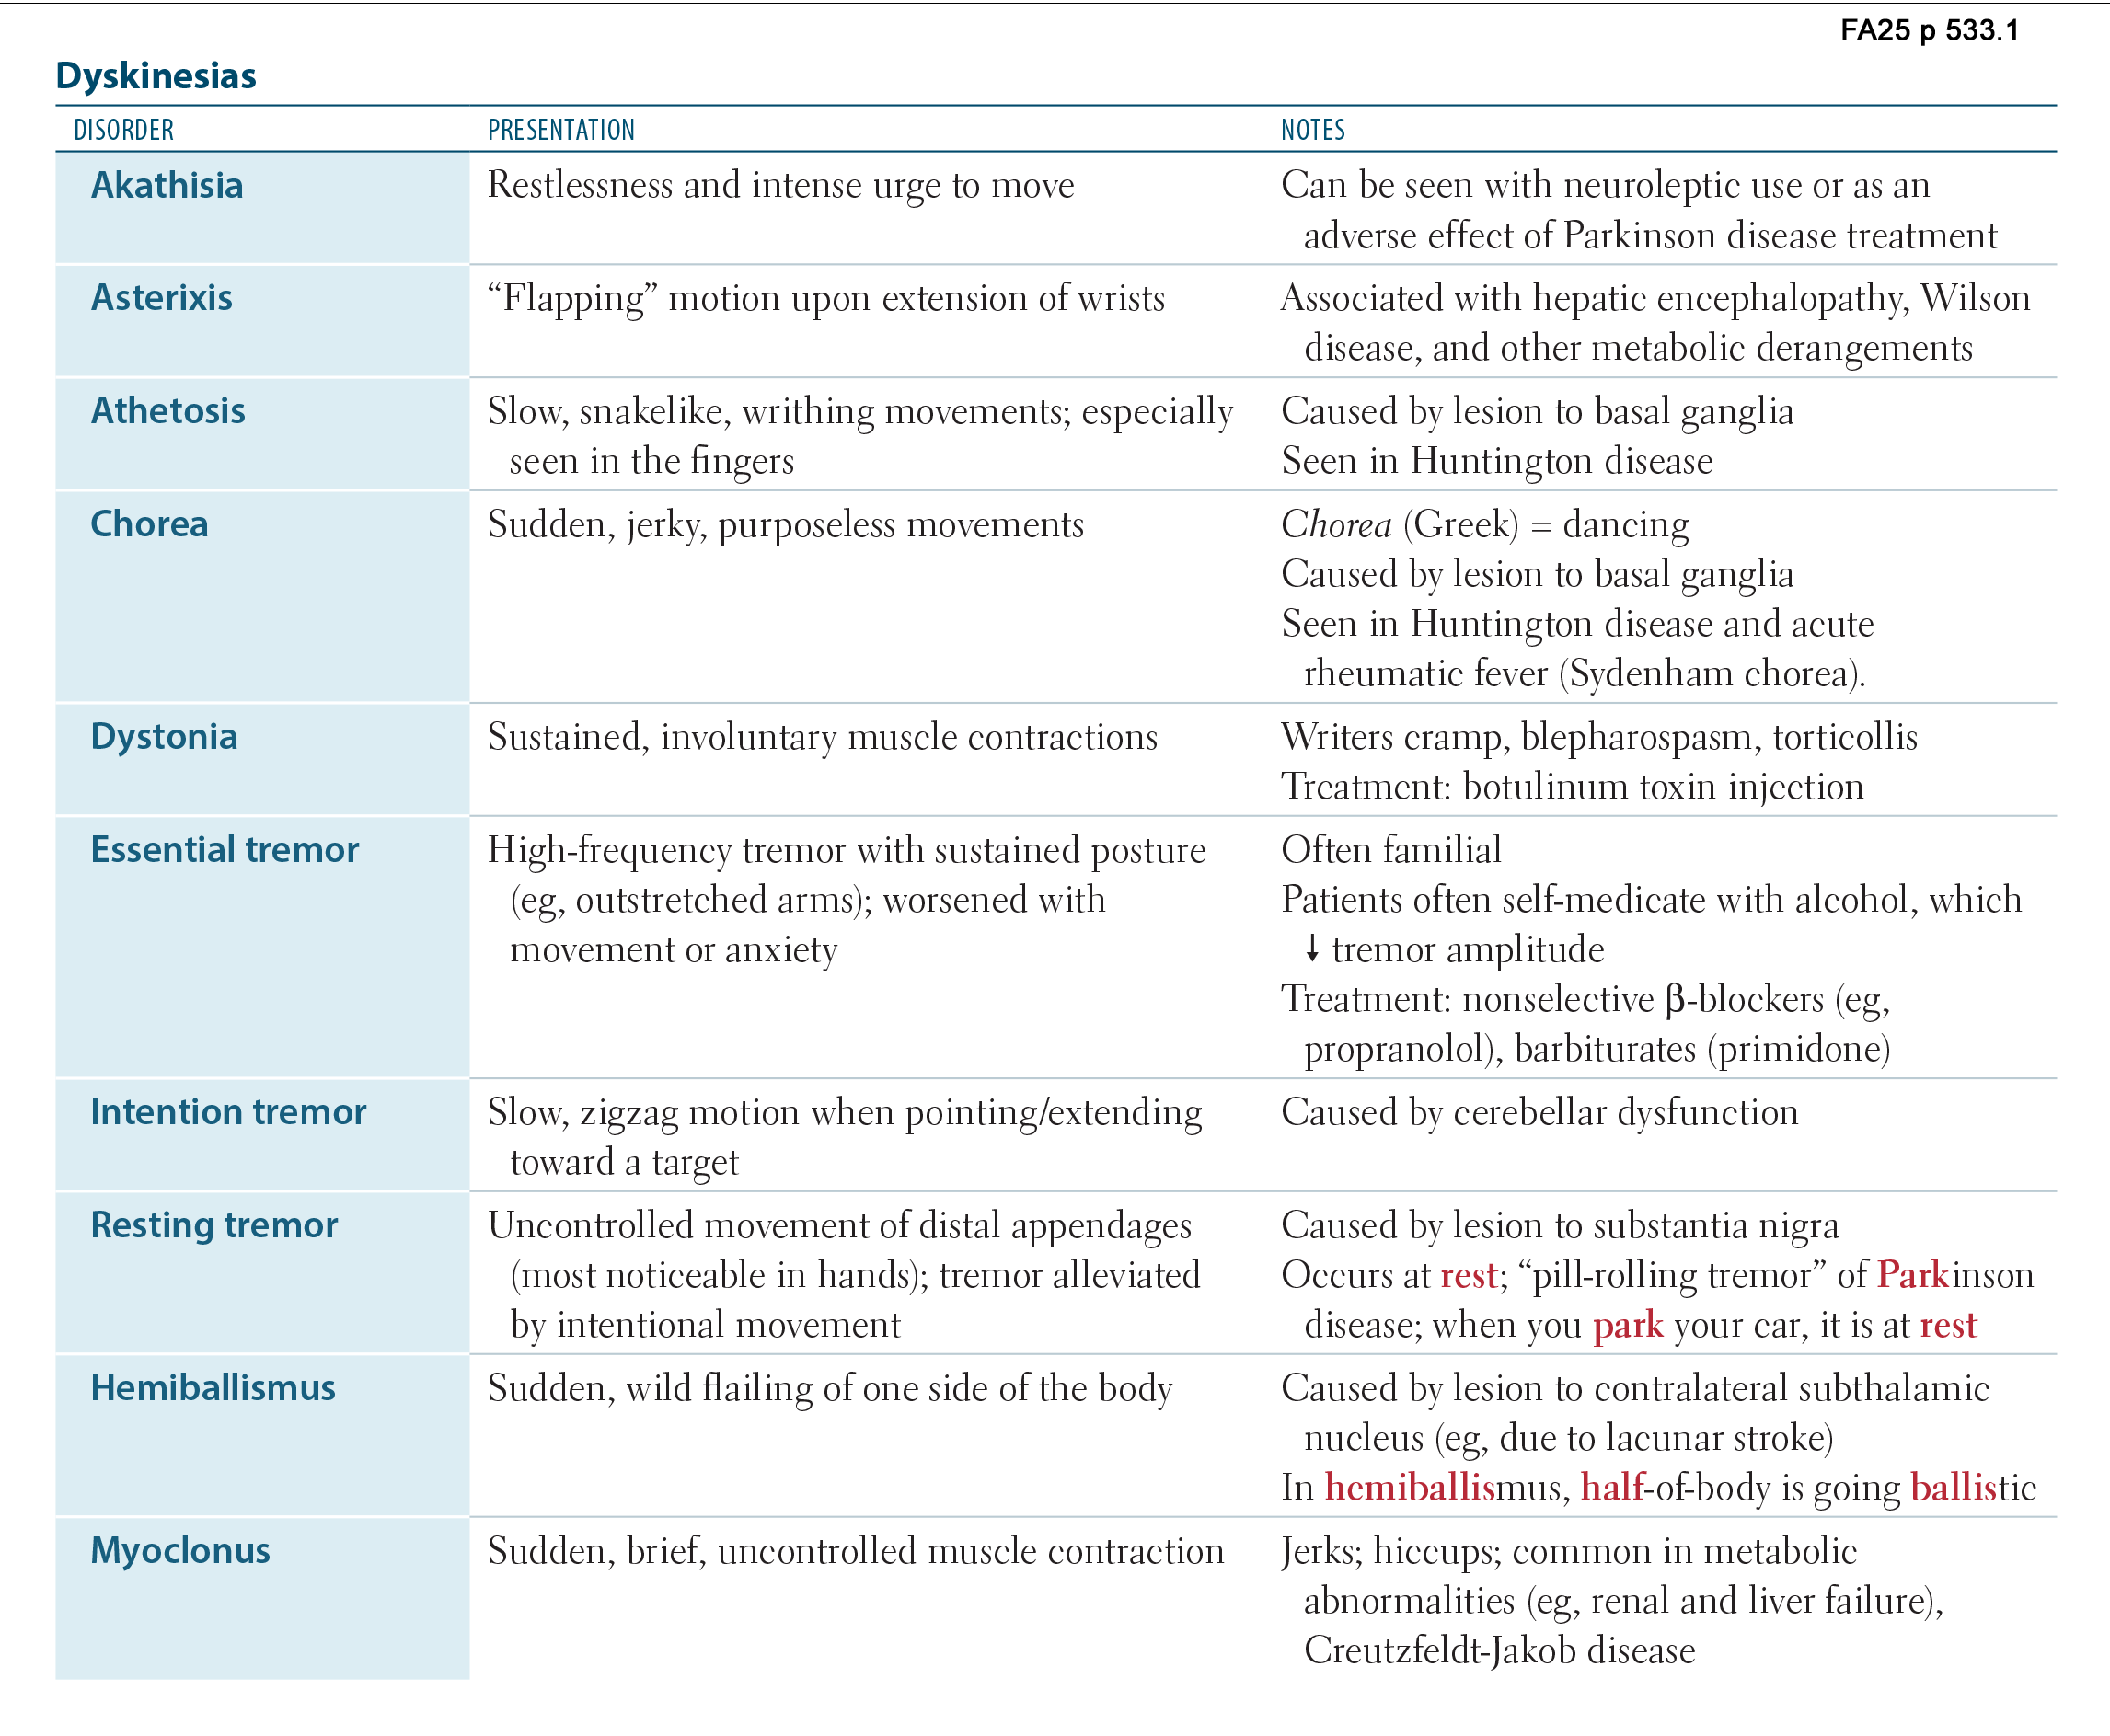 FA25 p 533.1
Dyskinesias
DISORDER PRESENTATION NOTES
Akathisia Restlessness and intense urge to move Can be seen with neuroleptic use or as an
adverse effect of Parkinson disease treatment
Asterixis “Flapping” motion upon extension of wrists Associated with hepatic encephalopathy, Wilson
disease, and other metabolic derangements
Athetosis Slow, snakelike, writhing movements; especially Caused by lesion to basal ganglia
seen in the fingers Seen in Huntington disease
Chorea Sudden, jerky, purposeless movements Chorea (Greek) = dancing
Caused by lesion to basal ganglia
Seen in Huntington disease and acute
rheumatic fever (Sydenham chorea).
Dystonia Sustained, involuntary muscle contractions Writers cramp, blepharospasm, torticollis
Treatment: botulinum toxin injection
Essential tremor High-frequency tremor with sustained posture Often familial
(eg, outstretched arms); worsened with Patients often self-medicate with alcohol, which
movement or anxiety ↓ tremor amplitude
Treatment: nonselective β-blockers (eg,
propranolol), barbiturates (primidone)
Intention tremor Slow, zigzag motion when pointing/extending Caused by cerebellar dysfunction
toward a target
Resting tremor Uncontrolled movement of distal appendages Caused by lesion to substantia nigra
(most noticeable in hands); tremor alleviated Occurs at rest; “pill-rolling tremor” of Parkinson
by intentional movement disease; when you park your car, it is at rest
Hemiballismus Sudden, wild flailing of one side of the body Caused by lesion to contralateral subthalamic
nucleus (eg, due to lacunar stroke)
In hemiballismus, half-of-body is going ballistic
Myoclonus Sudden, brief, uncontrolled muscle contraction Jerks; hiccups; common in metabolic
abnormalities (eg, renal and liver failure),
Creutzfeldt-Jakob disease